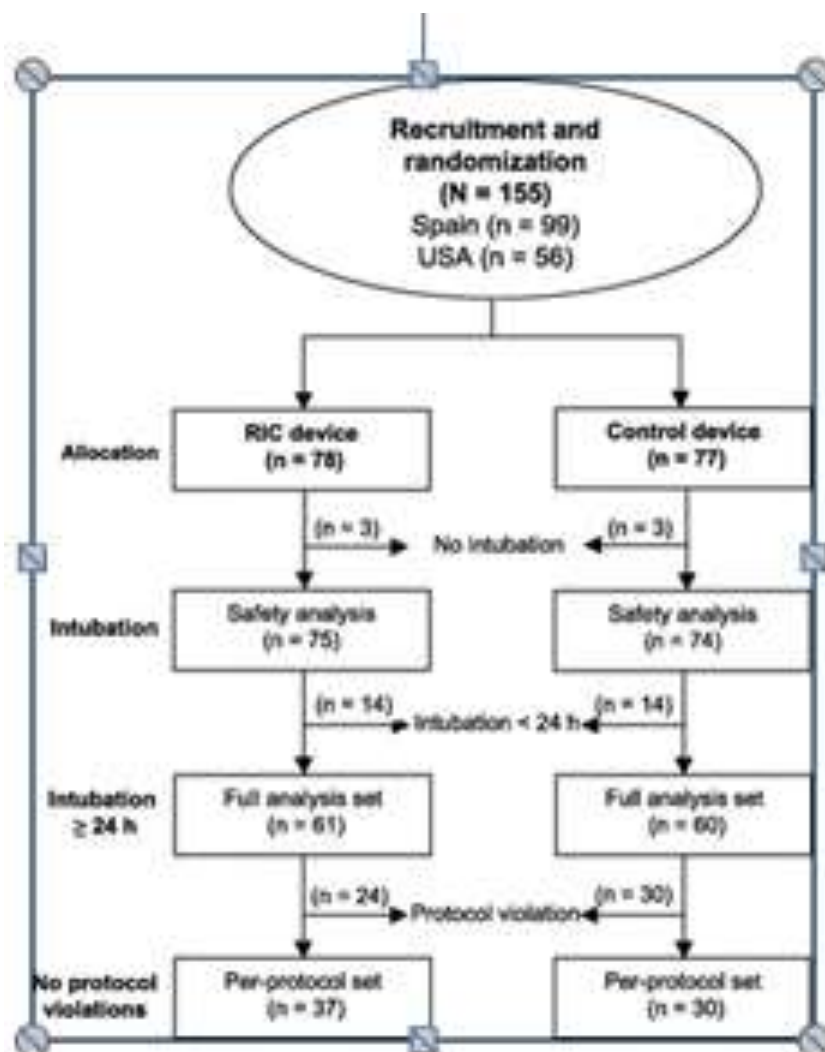 Recruitment and
randomization
(N = 155)
Spain (n = 99)
USA (n = 56)
Allocation
RIC device
(n = 78)
Control device
(n = 77)
(n = 3)
No intubation
(n = 3)
Intubation
Safety analysis
(n = 75)
Safety analysis
(n = 74)
(n = 14)
Intubation < 24 h
(n = 14)
Intubation
≥ 24 h
Full analysis set
(n = 61)
Full analysis set
(n = 60)
(n = 24)
Protocol violation
(n = 30)
No protocol
violations
Per-protocol set
(n = 37)
Per-protocol set
(n = 30)